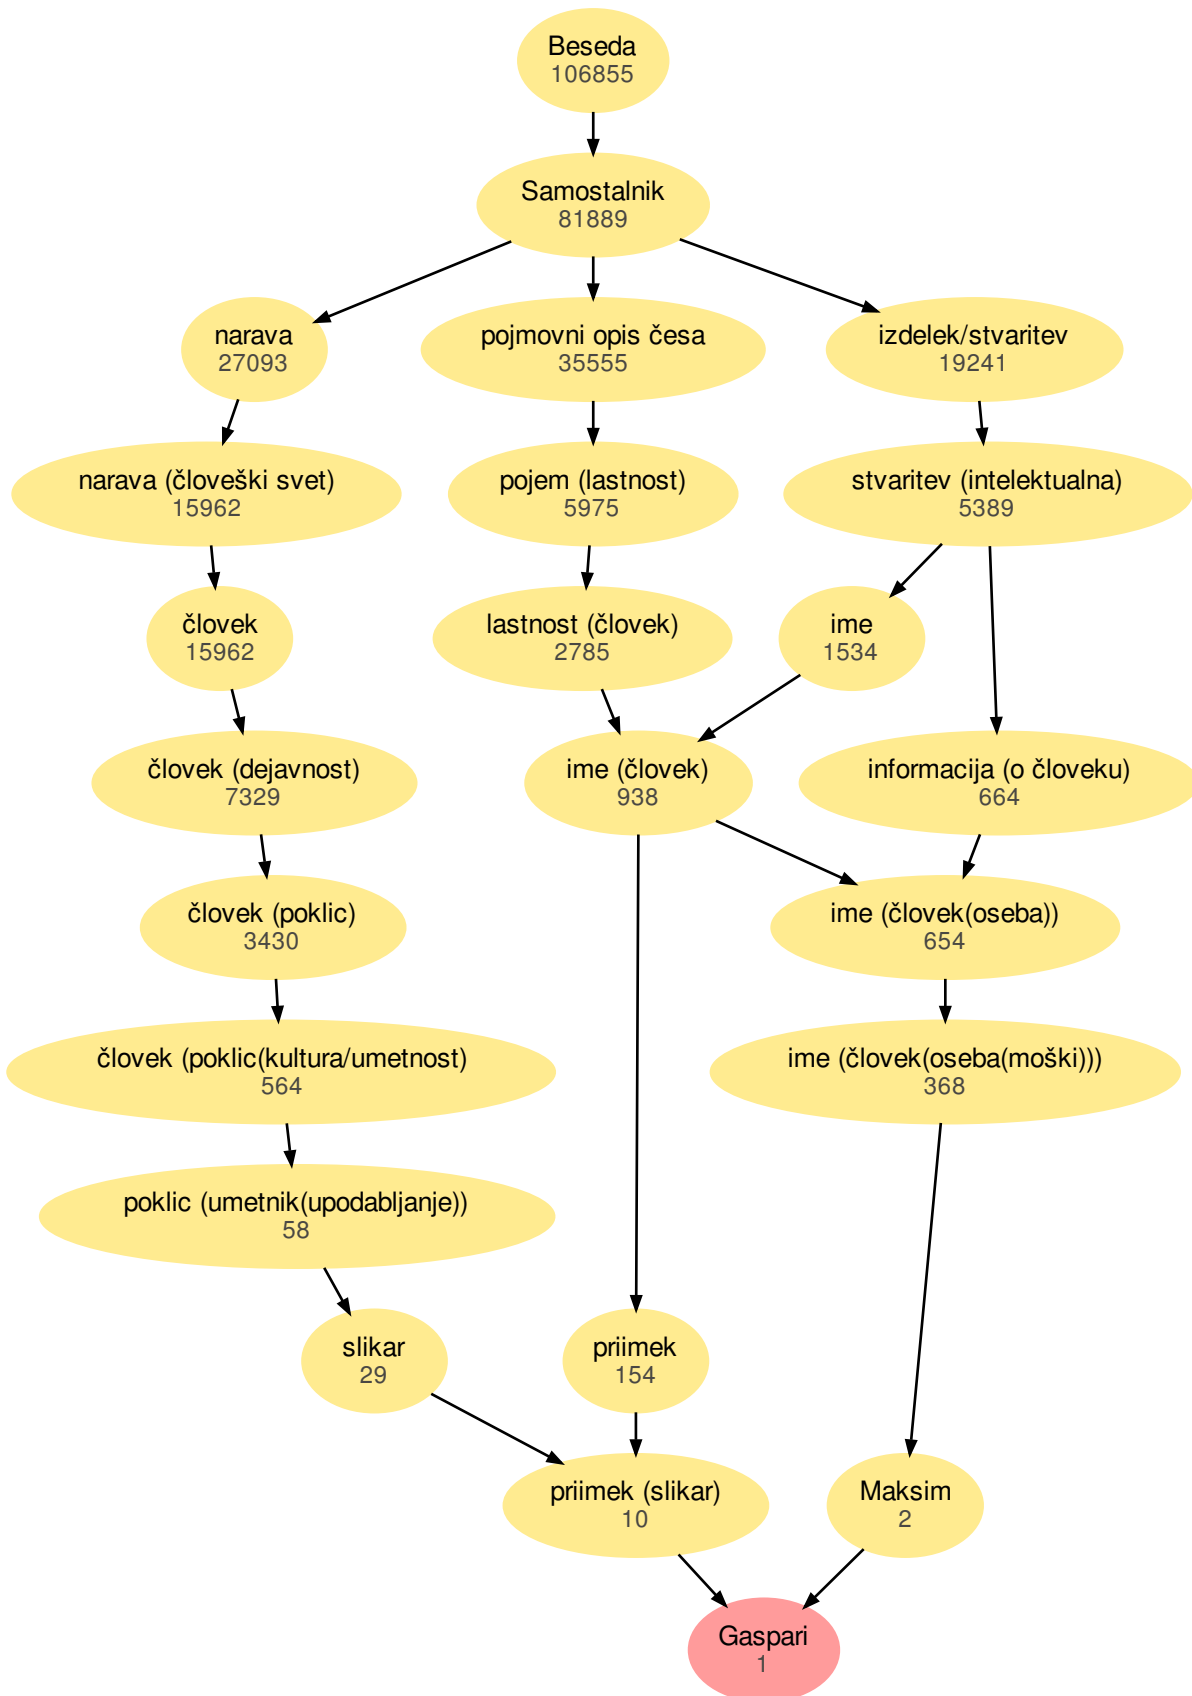 Beseda
106855
Samostalnik
81889
narava
27093
pojmovni opis česa
35555
izdelek/stvaritev
19241
narava (človeški svet)
15962
pojem (lastnost)
5975
stvaritev (intelektualna)
5389
človek
15962
lastnost (človek)
2785
ime
1534
človek (dejavnost)
7329
ime (človek)
938
informacija (o človeku)
664
človek (poklic)
3430
ime (človek(oseba))
654
človek (poklic(kultura/umetnost)
564
ime (človek(oseba(moški)))
368
poklic (umetnik(upodabljanje))
58
slikar
29
priimek
154
priimek (slikar)
10
Maksim
2
Gaspari
1